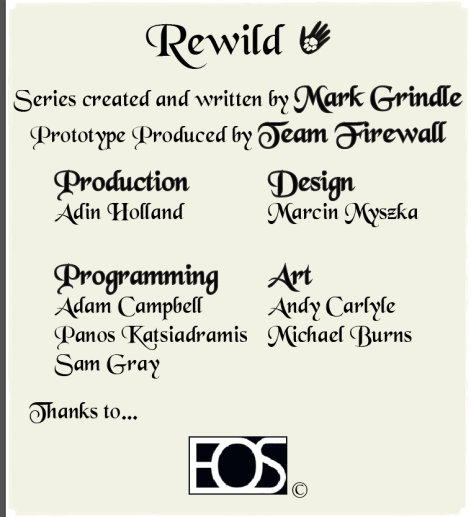 Rewild
Series created and written by Mark Grindle
Prototype Produced by Team Firewall
Production
Adin Holland
Design
Marcin Myszka
Programming
Adam Campbell
Panos Katsiadramis
Sam Gray
Art
Andy Carlyle
Michael Burns
Thanks to...
EOS ©